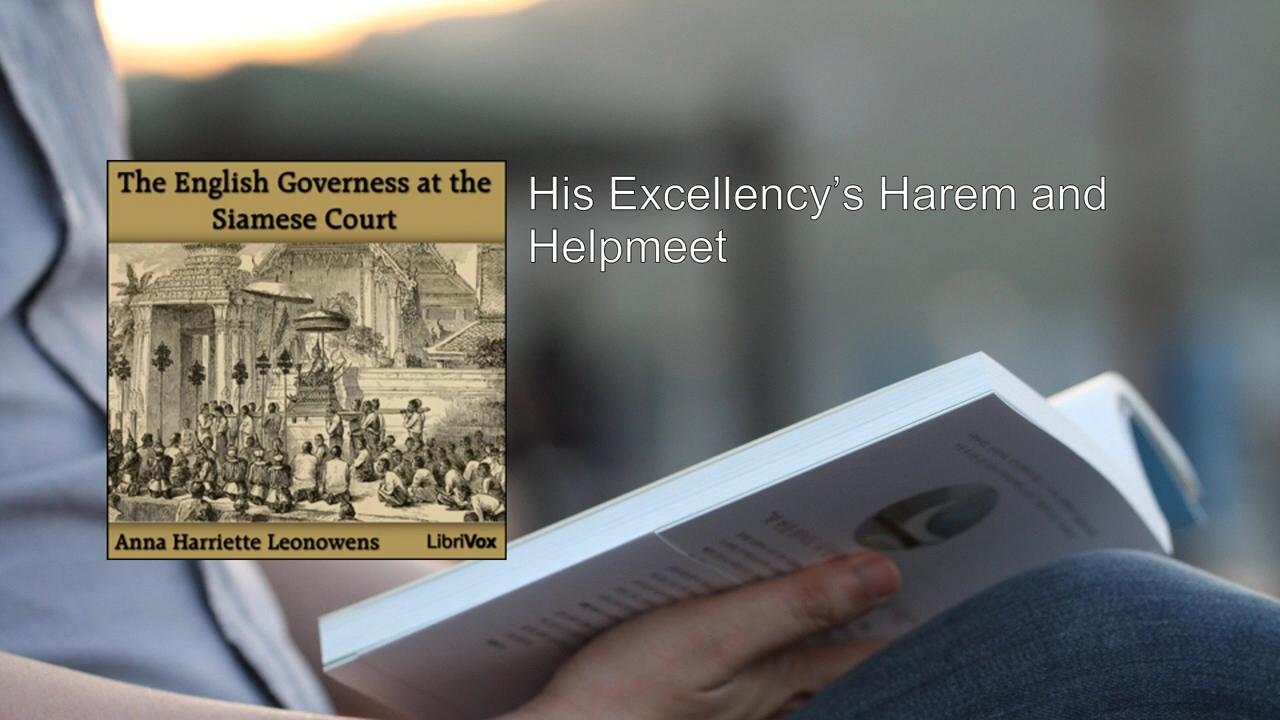 The English Governess at the
Siamese Court
Anna Harriette Leonowens
LibriVox
His Excellency’s Harem and
Helpmeet